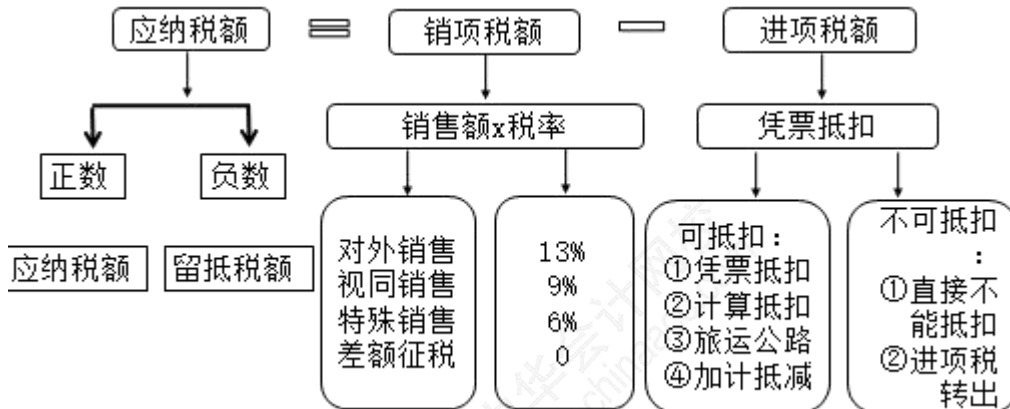 应纳税额 = 销项税额 - 进项税额
销售额x税率
凭票抵扣
正数
负数
应纳税额
留抵税额
对外销售
视同销售
特殊销售
差额征税
13%
9%
6%
0
可抵扣：
①凭票抵扣
②计算抵扣
③旅运公路
④加计抵减
不可抵扣
：
①直接不
能抵扣
②进项税
转出